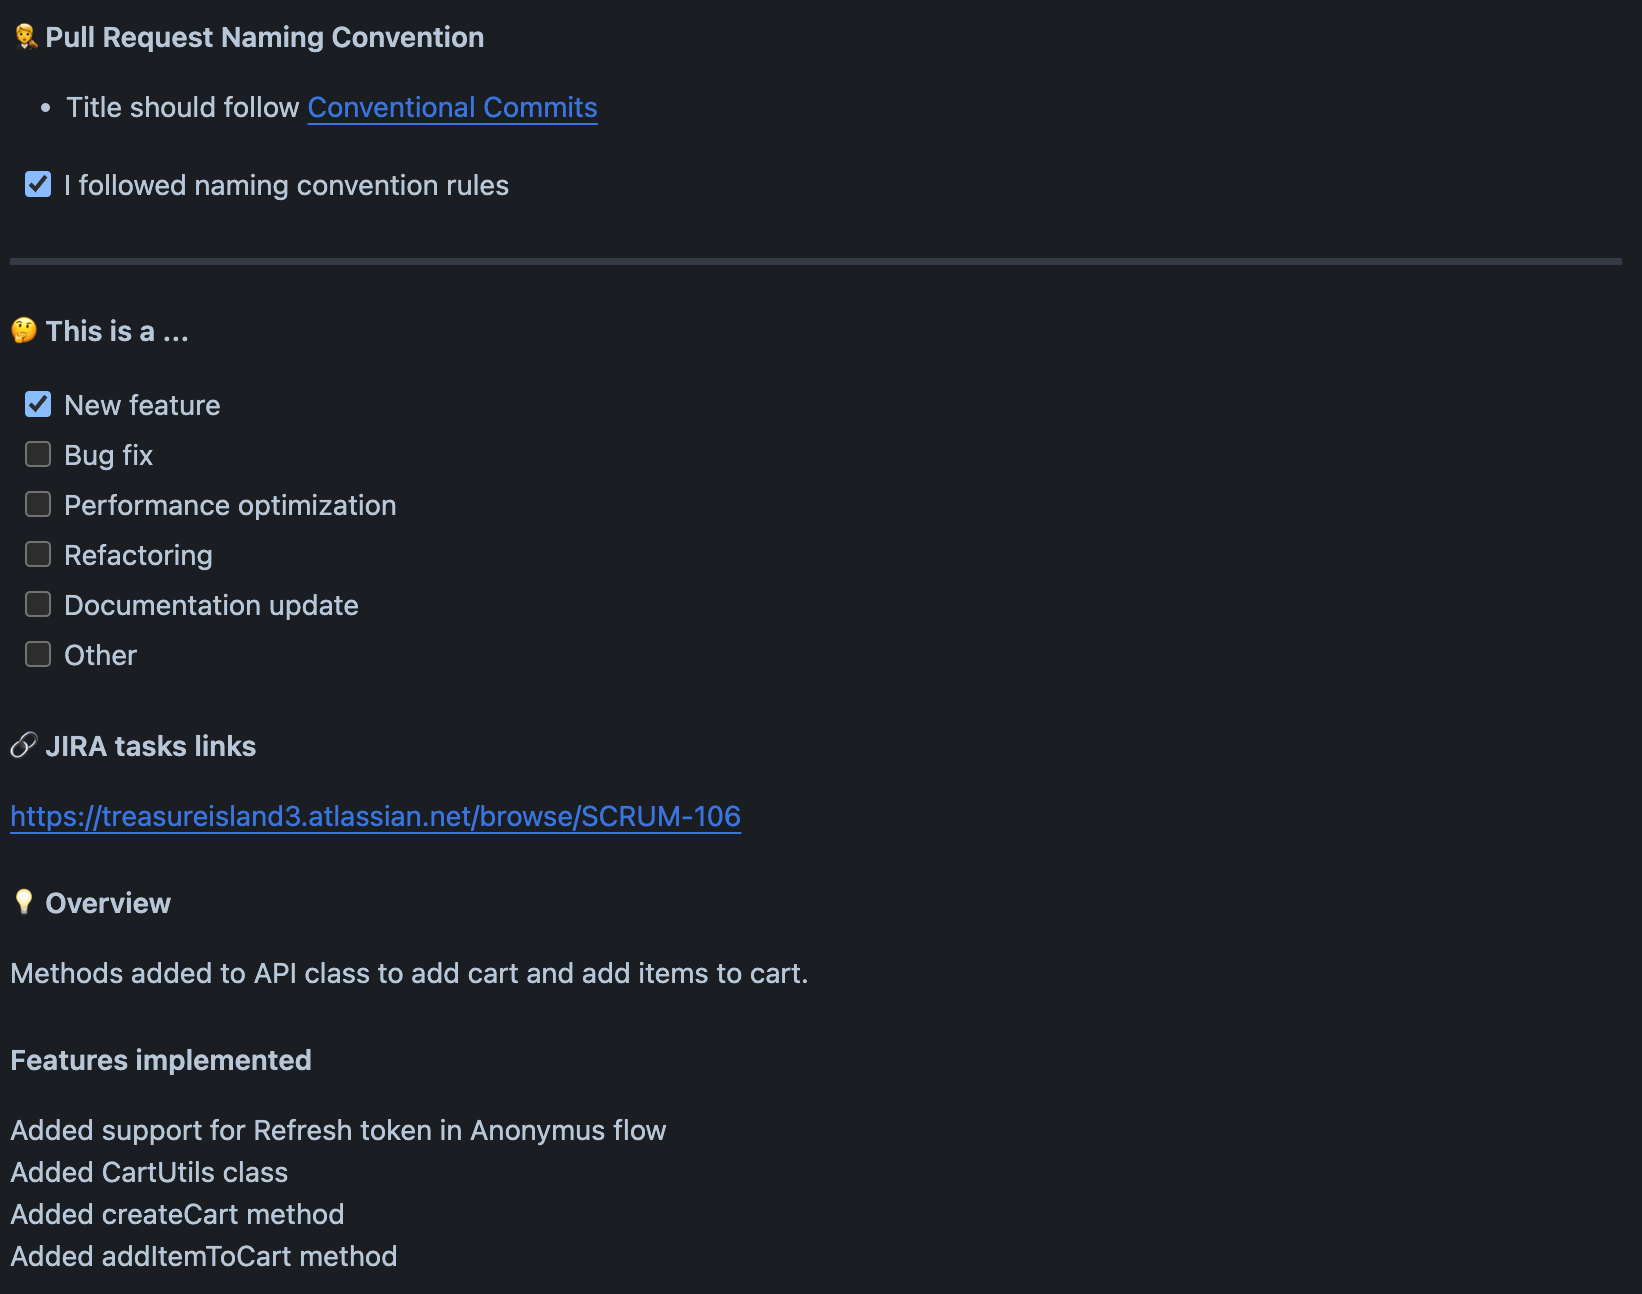 Pull Request Naming Convention
Title should follow Conventional Commits
I followed naming convention rules
This is a ...
New feature
Bug fix
Performance optimization
Refactoring
Documentation update
Other
JIRA tasks links
https://treasureisland3.atlassian.net/browse/SCRUM-106
Overview
Methods added to API class to add cart and add items to cart.
Features implemented
Added support for Refresh token in Anonymus flow
Added CartUtils class
Added createCart method
Added addItemToCart method